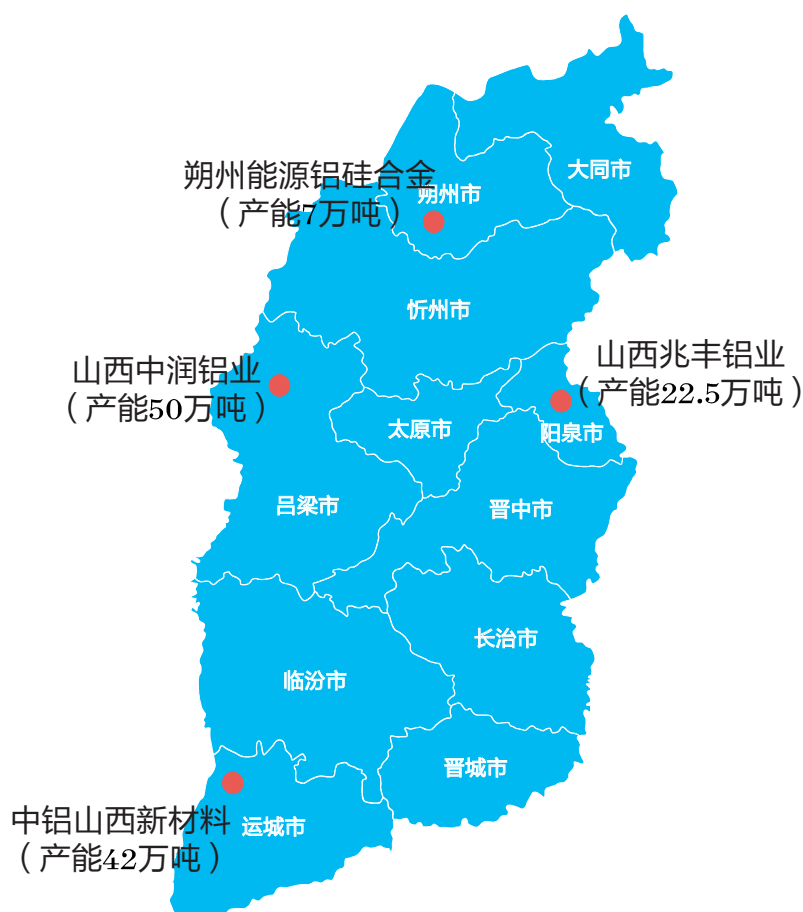 大同市
朔州能源铝硅合金
朔州市
（产能7万吨）
忻州市
山西兆丰铝业
山西中润铝业
（产能22.5万吨）
（产能50万吨）
太原市
阳泉市
吕梁市
晋中市
长治市
临汾市
晋城市
中铝山西新材料
运城市
（产能42万吨）